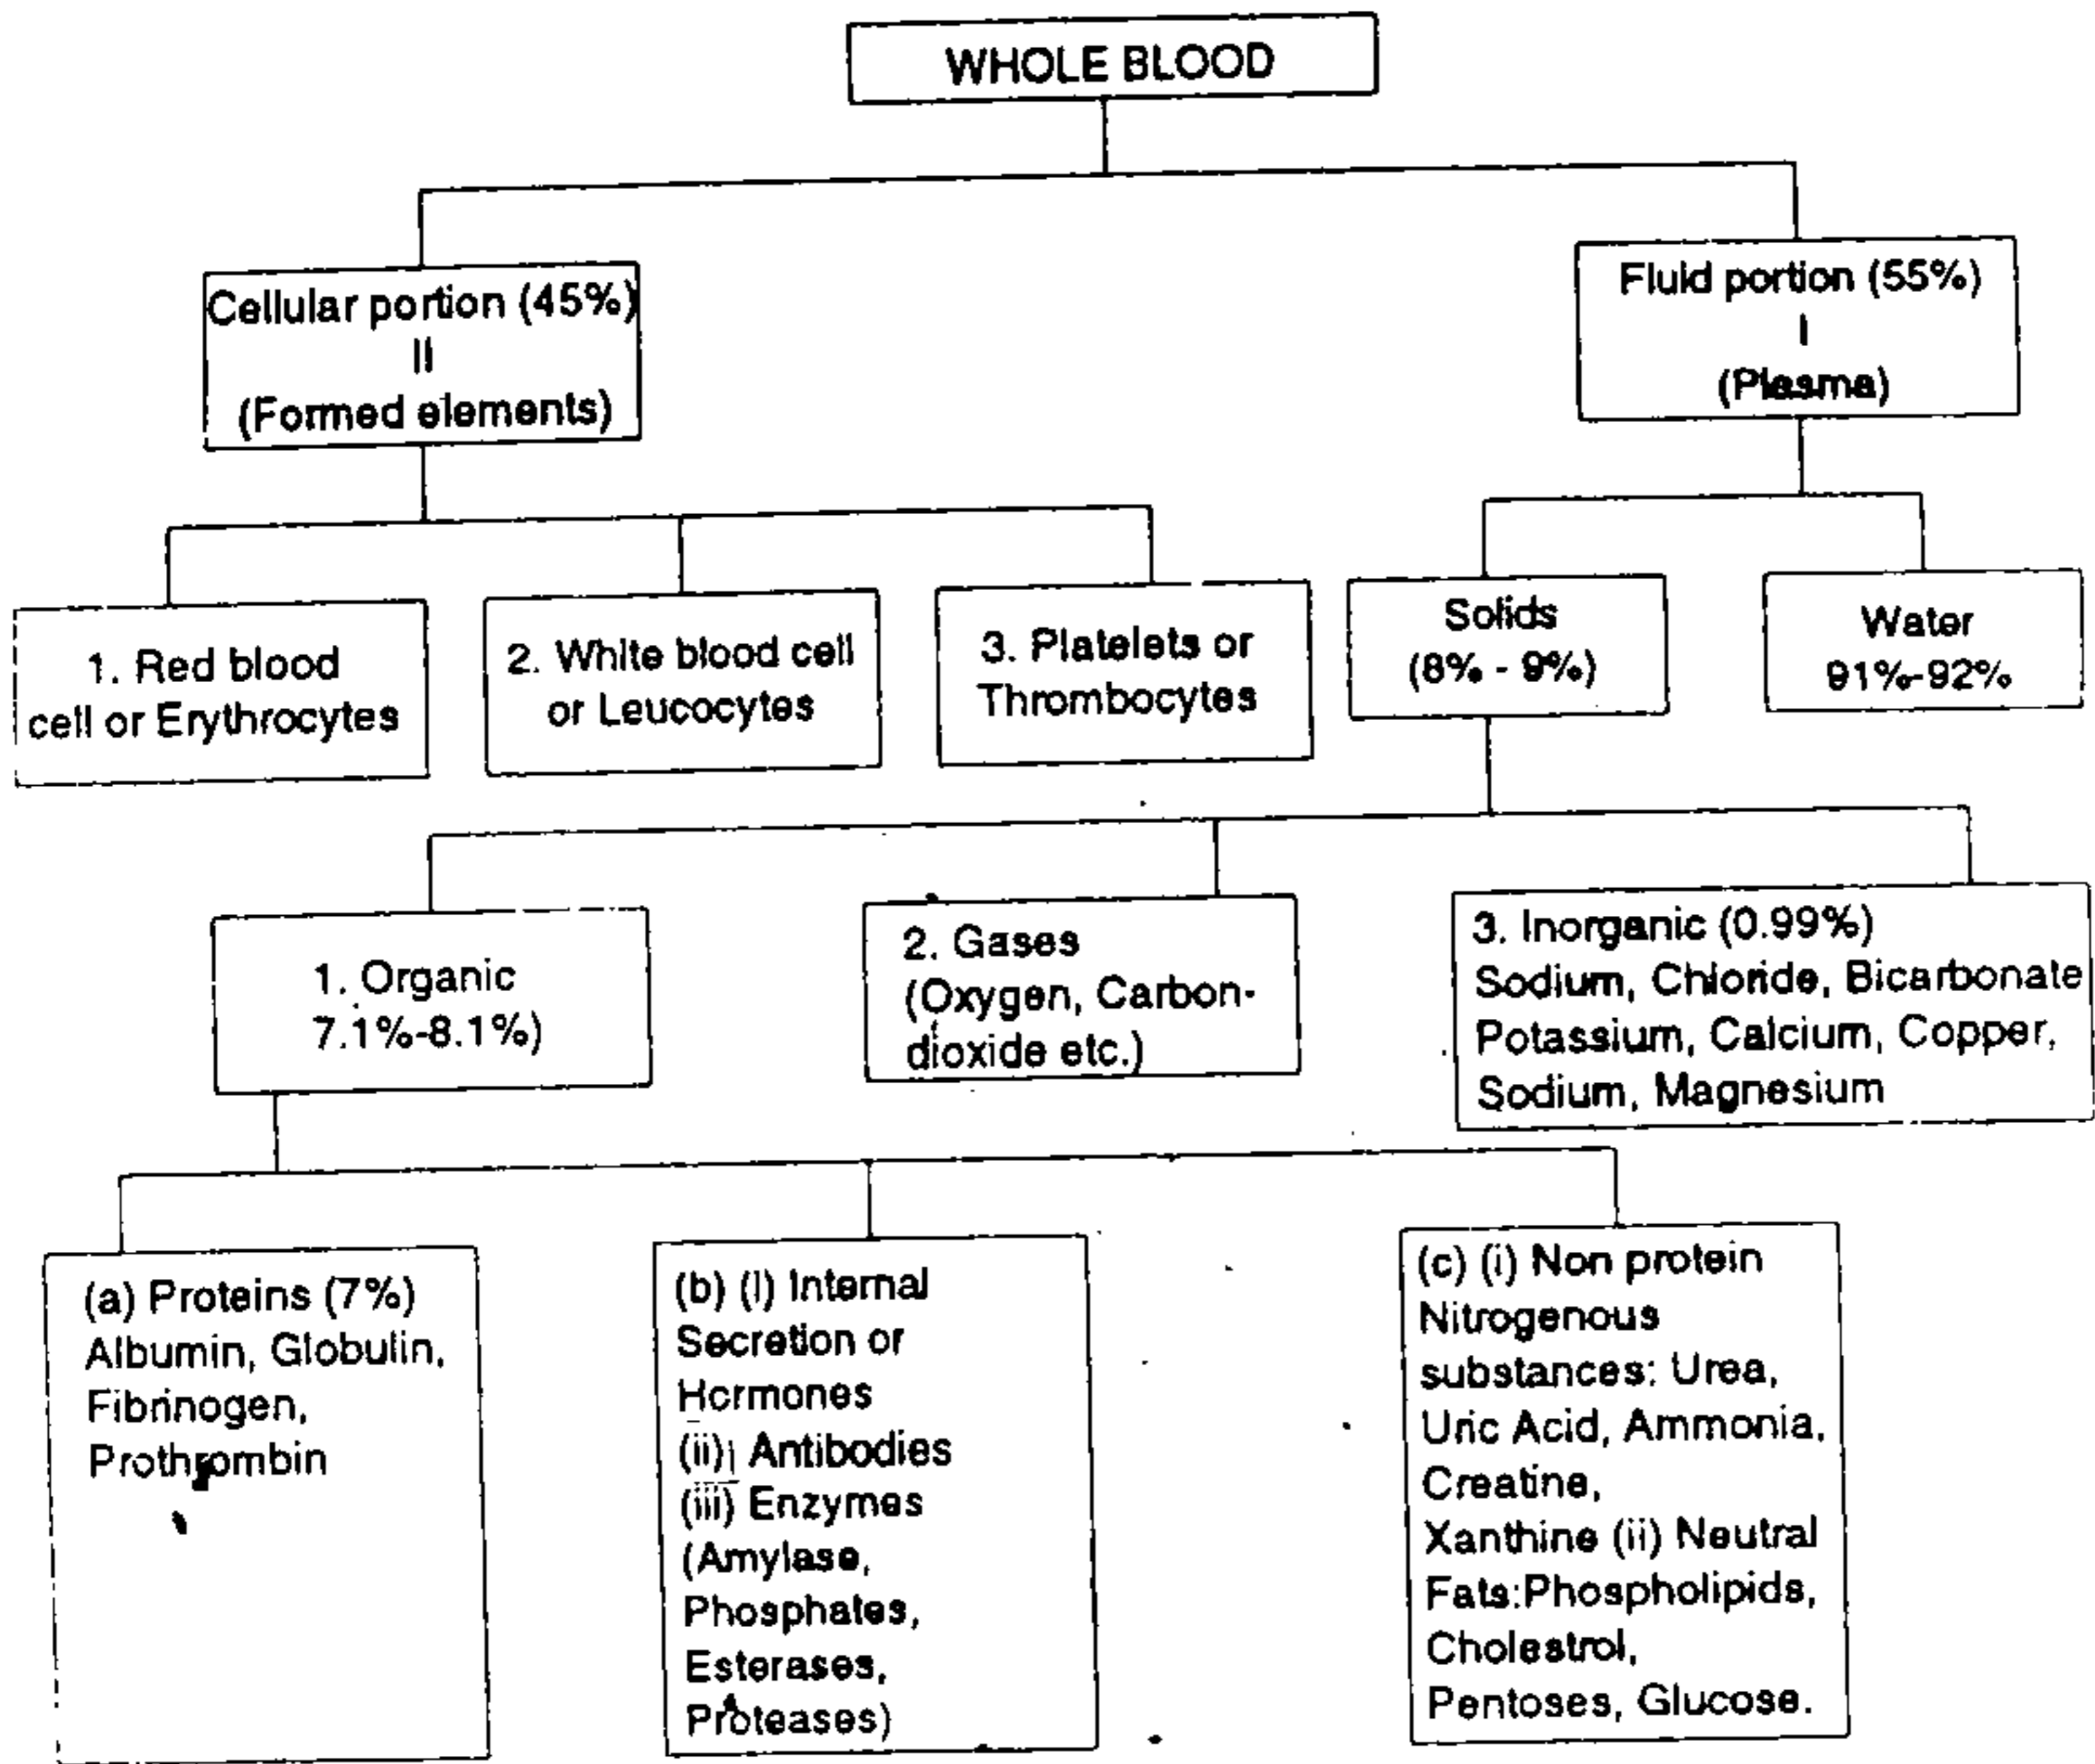 WHOLE BLOOD
Cellular portion (45%)
||
(Formed elements)
Fluid portion (55%)
|
(Plasma)
1. Red blood
cell or Erythrocytes
2. White blood cell
or Leucocytes
3. Platelets or
Thrombocytes
Solids
(8% - 9%)
Water
91%-92%
1. Organic
7.1%-8.1%)
2. Gases
(Oxygen, Carbon-
dioxide etc.)
3. Inorganic (0.99%)
Sodium, Chloride, Bicarbonate
Potassium, Calcium, Copper,
Sodium, Magnesium
(a) Proteins (7%)
Albumin, Globulin,
Fibrinogen,
Prothrombin
(b) (i) Internal
Secretion or
Hormones
(ii) Antibodies
(iii) Enzymes
(Amylase,
Phosphates,
Esterases,
Proteases)
(c) (i) Non protein
Nitrogenous
substances: Urea,
Uric Acid, Ammonia,
Creatine,
Xanthine (ii) Neutral
Fats:Phospholipids,
Cholestrol,
Pentoses, Glucose.